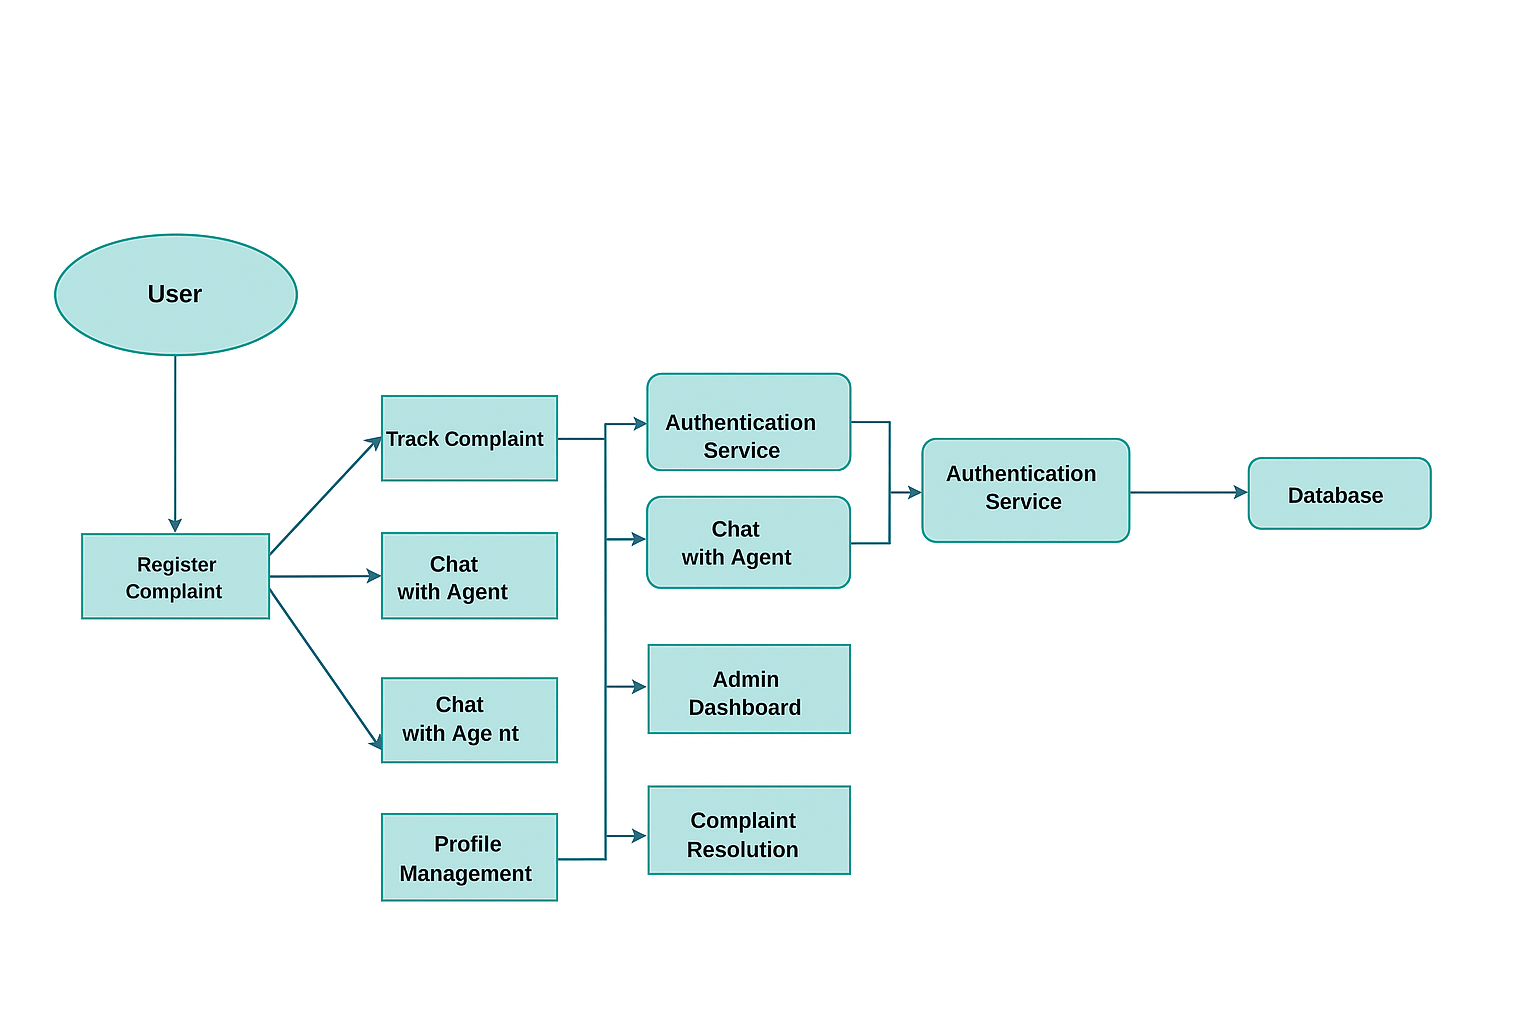 User
Register
Complaint
Track Complaint
Chat
with Agent
Chat
with Age nt
Profile
Management
Authentication
Service
Chat
with Agent
Admin
Dashboard
Complaint
Resolution
Authentication
Service
Database